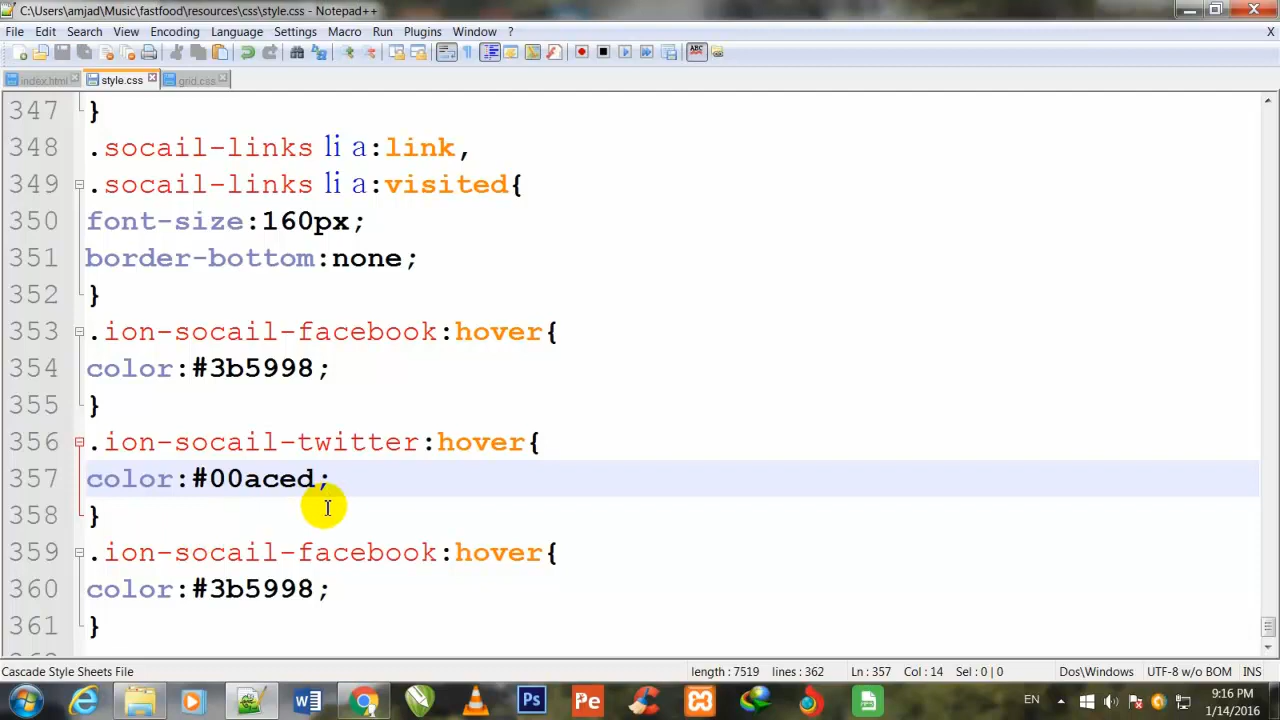 C:\Users\amjad\Music\fastfood\resources\css\style.css - Notepad++
File Edit Search View Encoding Language Settings Macro Run Plugins Window ? X
index.html style.css grid.css
347 }
348 .socail-links li a:link,
349 .socail-links li a:visited{
350 font-size:160px;
351 border-bottom:none;
352 }
353 .ion-socail-facebook:hover{
354 color:#3b5998;
355 }
356 .ion-socail-twitter:hover{
357 color:#00aced;
358 }
359 .ion-socail-facebook:hover{
360 color:#3b5998;
361 }
Cascade Style Sheets File length : 7519 lines : 362 Ln : 357 Col : 14 Sel : 0 | 0 Dos\Windows UTF-8 w/o BOM INS
EN 9:16 PM
1/14/2016